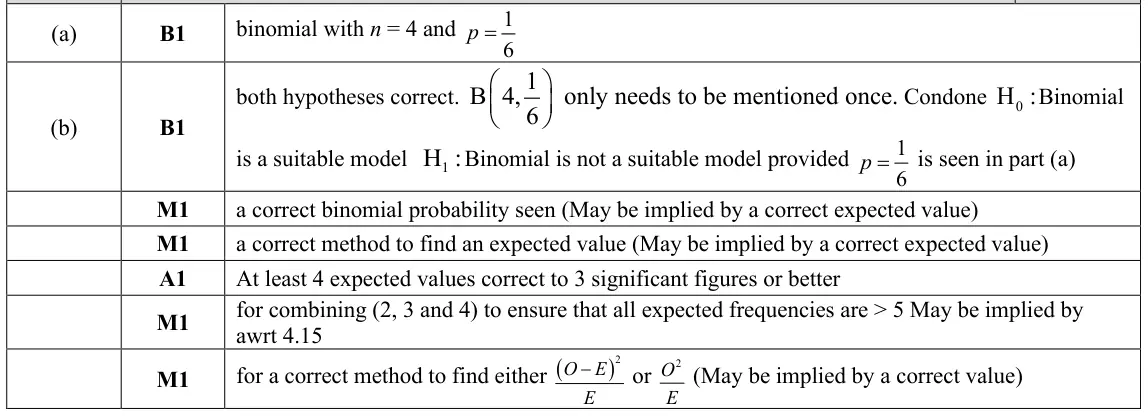 (a) B1 binomial with n = 4 and p = 1/6
(b) B1 both hypotheses correct. B(4, 1/6) only needs to be mentioned once. Condone H₀ : Binomial
is a suitable model H₁ : Binomial is not a suitable model provided p = 1/6 is seen in part (a)
M1 a correct binomial probability seen (May be implied by a correct expected value)
M1 a correct method to find an expected value (May be implied by a correct expected value)
A1 At least 4 expected values correct to 3 significant figures or better
M1 for combining (2, 3 and 4) to ensure that all expected frequencies are > 5 May be implied by
awrt 4.15
M1 for a correct method to find either (O − E)²/E or O²/E (May be implied by a correct value)